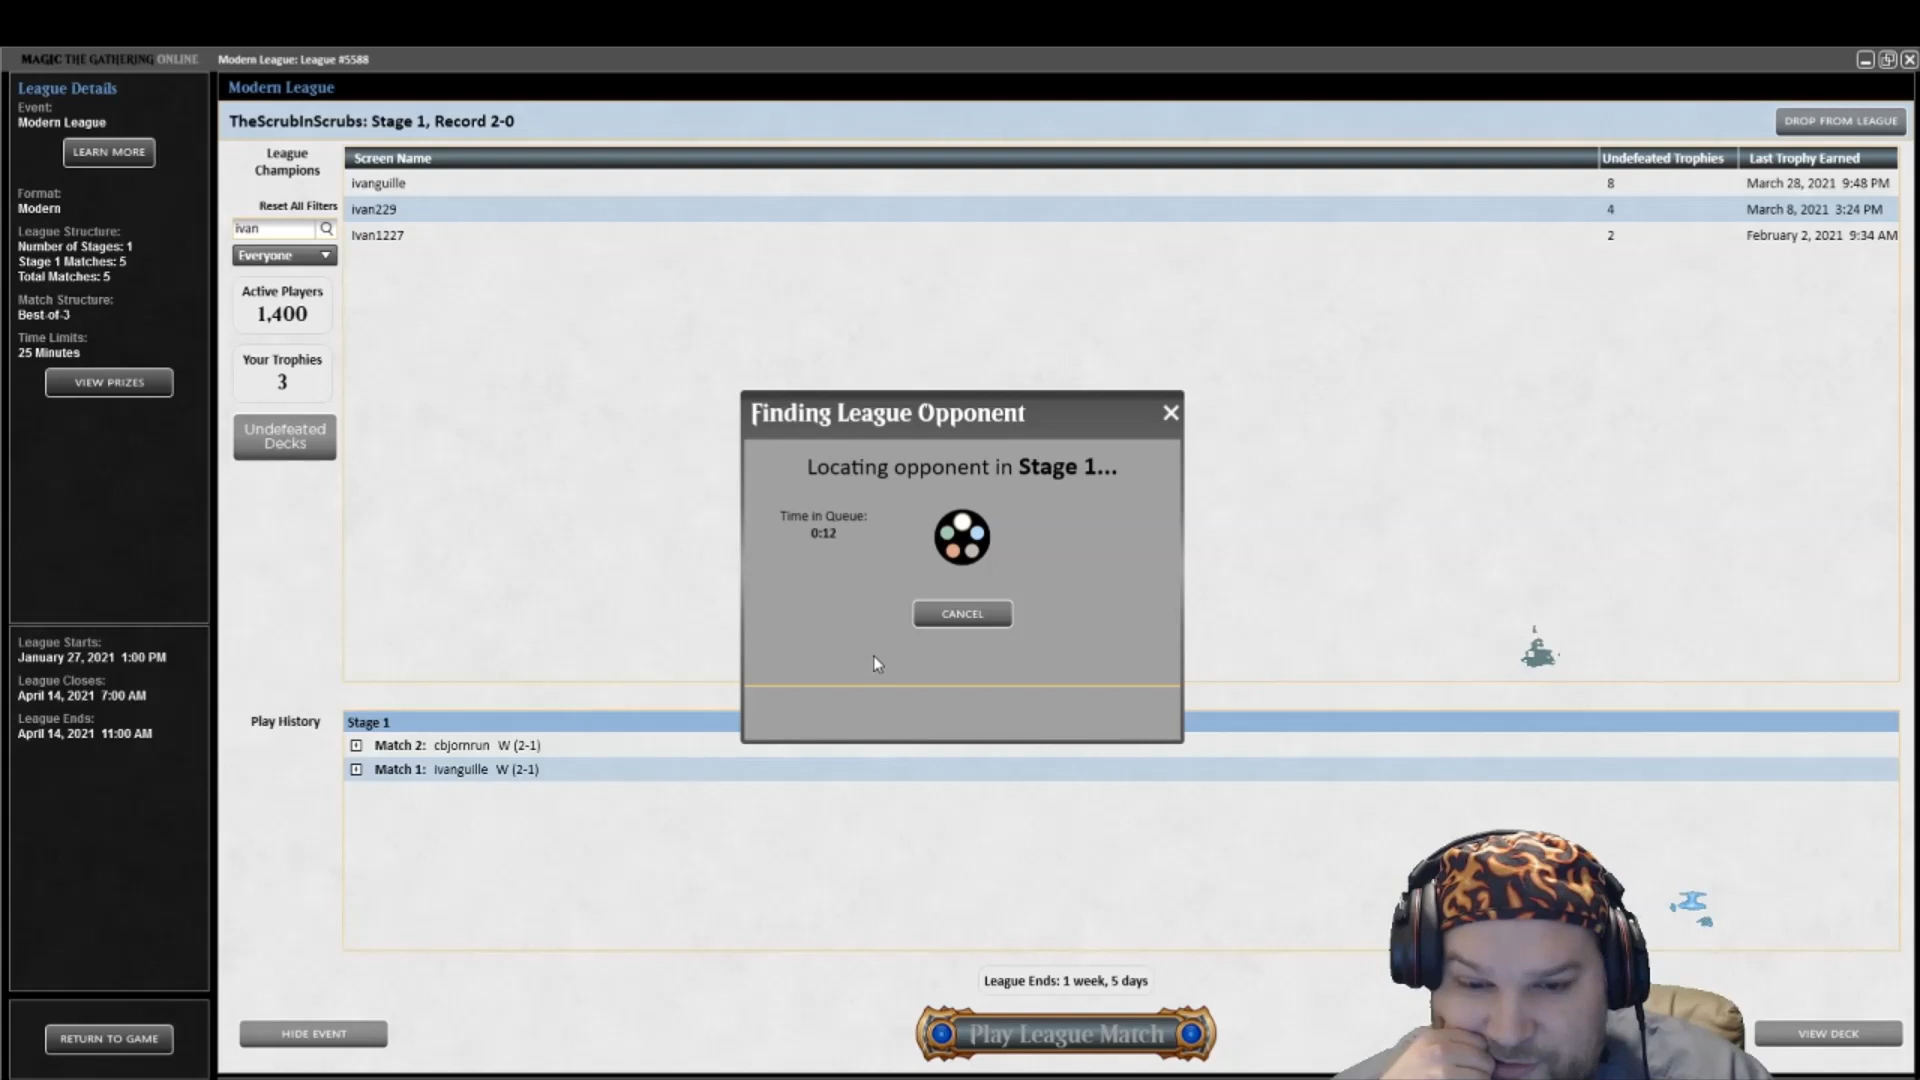 MAGIC THE GATHERING ONLINE
Modern League: League #5588
League Details
Event:
Modern League
LEARN MORE
Format:
Modern
League Structure:
Number of Stages: 1
Stage 1 Matches: 5
Total Matches: 5
Match Structure:
Best-of-3
Time Limits:
25 Minutes
VIEW PRIZES
League Starts:
January 27, 2021 1:00 PM
League Closes:
April 14, 2021 7:00 AM
League Ends:
April 14, 2021 11:00 AM
RETURN TO GAME
Modern League
TheScrubInScrubs: Stage 1, Record 2-0
DROP FROM LEAGUE
League
Champions
Reset All Filters
ivan
Everyone
Active Players
1,400
Your Trophies
3
Undefeated
Decks
Screen Name Undefeated Trophies Last Trophy Earned
ivanguille 8 March 28, 2021 9:48 PM
ivan229 4 March 8, 2021 3:24 PM
Ivan1227 2 February 2, 2021 9:34 AM
Finding League Opponent
Locating opponent in Stage 1...
Time in Queue:
0:12
CANCEL
Play History
Stage 1
Match 2: cbjornrun W (2-1)
Match 1: ivanguille W (2-1)
League Ends: 1 week, 5 days
HIDE EVENT
Play League Match
VIEW DECK